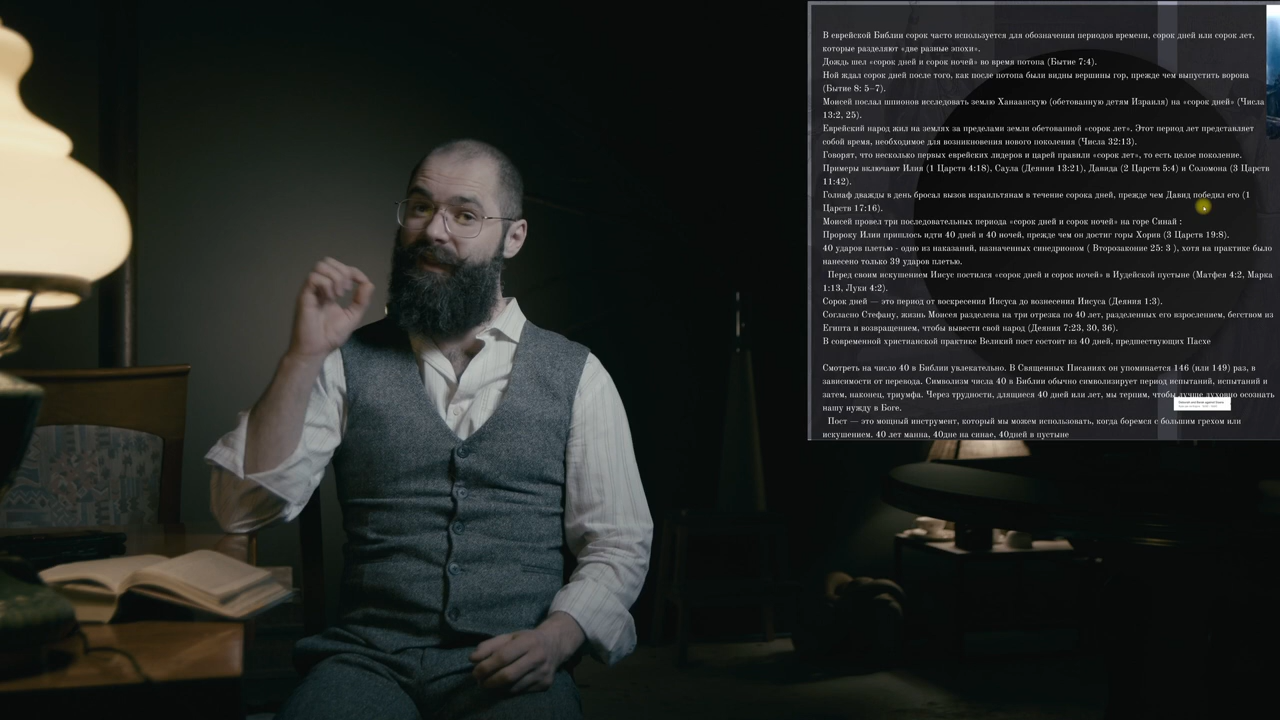 В еврейской Библии сорок часто используется для обозначения периодов времени, сорок дней или сорок лет,
которые разделяют «две разные эпохи».
Дождь шел «сорок дней и сорок ночей» во время потопа (Бытие 7:4).
Ной ждал сорок дней после того, как после потопа были видны вершины гор, прежде чем выпустить ворона
(Бытие 8: 5–7).
Моисей послал шпионов исследовать землю Ханаанскую (обетованную детям Израиля) на «сорок дней» (Числа
13:2, 25).
Еврейский народ жил на землях за пределами земли обетованной «сорок лет». Этот период лет представляет
собой время, необходимое для возникновения нового поколения (Числа 32:13).
Говорят, что несколько первых еврейских лидеров и царей правили «сорок лет», то есть целое поколение.
Примеры включают Илия (1 Царств 4:18), Саула (Деяния 13:21), Давида (2 Царств 5:4) и Соломона (3 Царств
11:42).
Голиаф дважды в день бросал вызов израильтянам в течение сорока дней, прежде чем Давид победил его (1
Царств 17:16).
Моисей провел три последовательных периода «сорок дней и сорок ночей» на горе Синай :
Пророку Илии пришлось идти 40 дней и 40 ночей, прежде чем он достиг горы Хорив (3 Царств 19:8).
40 ударов плетью - одно из наказаний, назначенных синедрионом ( Второзаконие 25: 3 ), хотя на практике было
нанесено только 39 ударов плетью.
Перед своим искушением Иисус постился «сорок дней и сорок ночей» в Иудейской пустыне (Матфея 4:2, Марка
1:13, Луки 4:2).
Сорок дней — это период от воскресения Иисуса до вознесения Иисуса (Деяния 1:3).
Согласно Стефану, жизнь Моисея разделена на три отрезка по 40 лет, разделенных его взрослением, бегством из
Египта и возвращением, чтобы вывести свой народ (Деяния 7:23, 30, 36).
В современной христианской практике Великий пост состоит из 40 дней, предшествующих Пасхе
Смотреть на число 40 в Библии увлекательно. В Священных Писаниях он упоминается 146 (или 149) раз, в
зависимости от перевода. Символизм числа 40 в Библии обычно символизирует период испытаний, испытаний и
затем, наконец, триумфа. Через трудности, длящиеся 40 дней или лет, мы терпим, чтобы лучше духовно осознать
нашу нужду в Боге.
Пост — это мощный инструмент, который мы можем использовать, когда боремся с большим грехом или
искушением. 40 лет манна, 40дне на синае, 40дней в пустыне